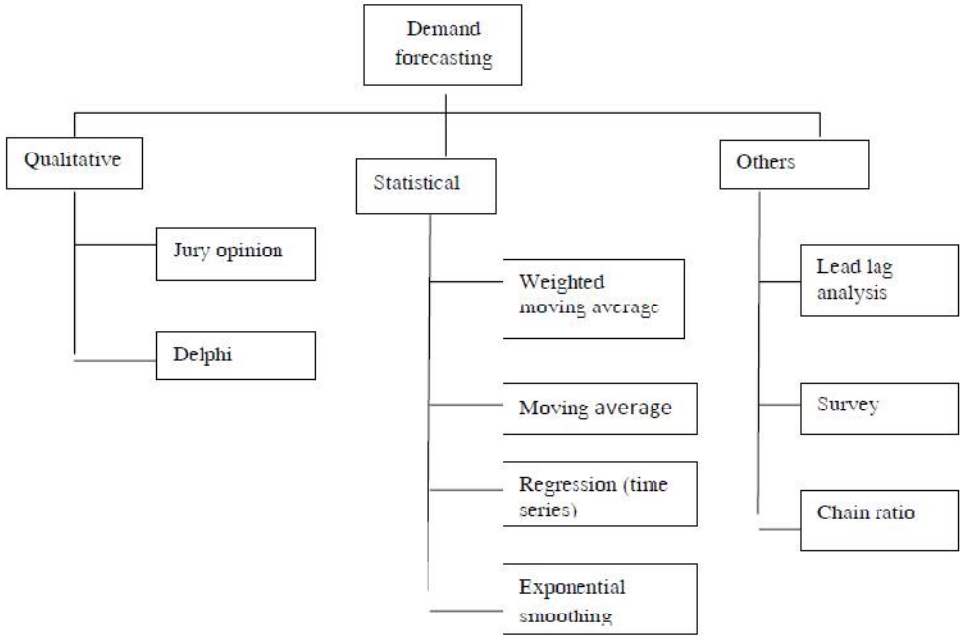 Demand
forecasting
Qualitative
Statistical
Others
Jury opinion
Delphi
Weighted
moving average
Moving average
Regression (time
series)
Exponential
smoothing
Lead lag
analysis
Survey
Chain ratio